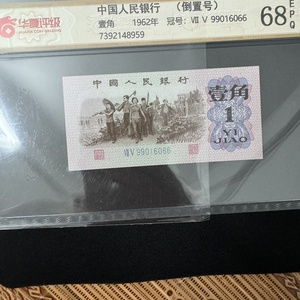 华夏评级
中国人民银行 (倒置号)
壹角 1962年 冠号：Ⅶ Ⅴ 99016066
7392148959
68
EPQ
中國人民銀行
壹角
1
YI
JIAO
Ⅶ Ⅴ 99016066